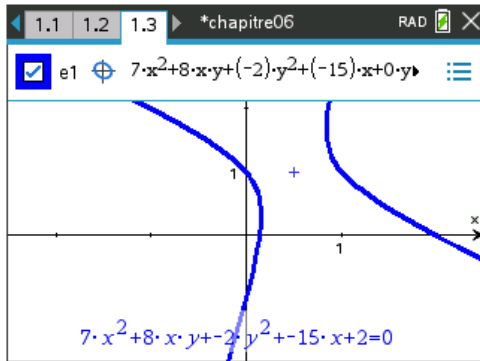 1.1 1.2 1.3 *chapitre06 RAD
e1 7·x²+8·x·y+(-2)·y²+(-15)·x+0·y
1
x
1
7·x²+8·x·y+-2·y²+-15·x+2=0